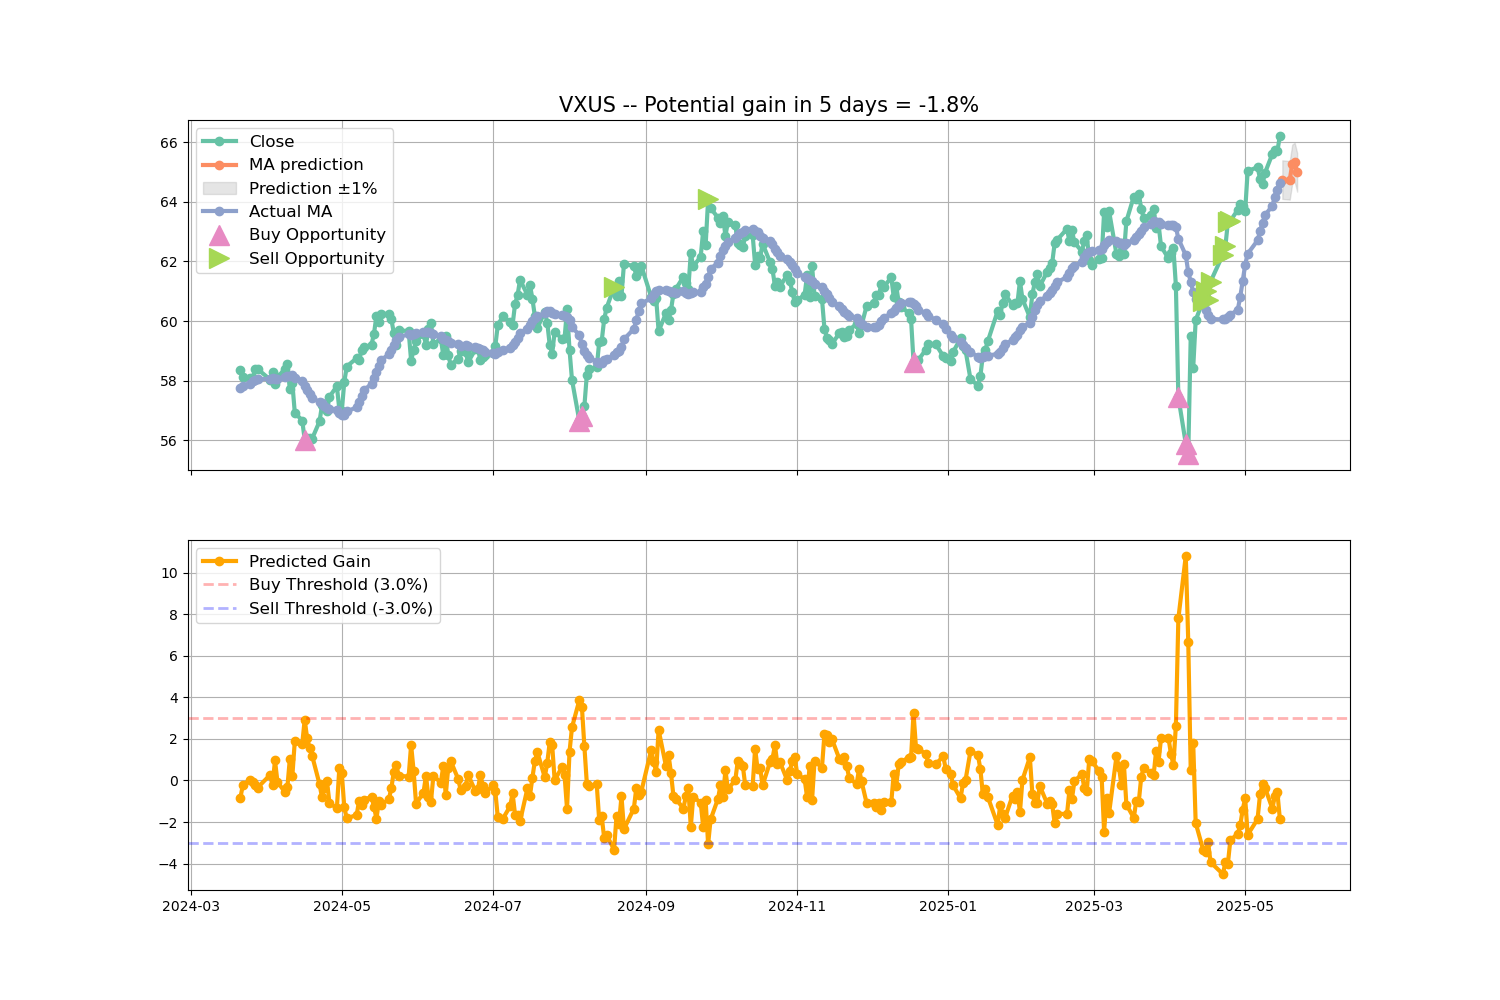 VXUS -- Potential gain in 5 days = -1.8%
66
64
62
60
58
56
Close
MA prediction
Prediction ±1%
Actual MA
Buy Opportunity
Sell Opportunity
10
8
6
4
2
0
−2
−4
Predicted Gain
Buy Threshold (3.0%)
Sell Threshold (-3.0%)
2024-03
2024-05
2024-07
2024-09
2024-11
2025-01
2025-03
2025-05